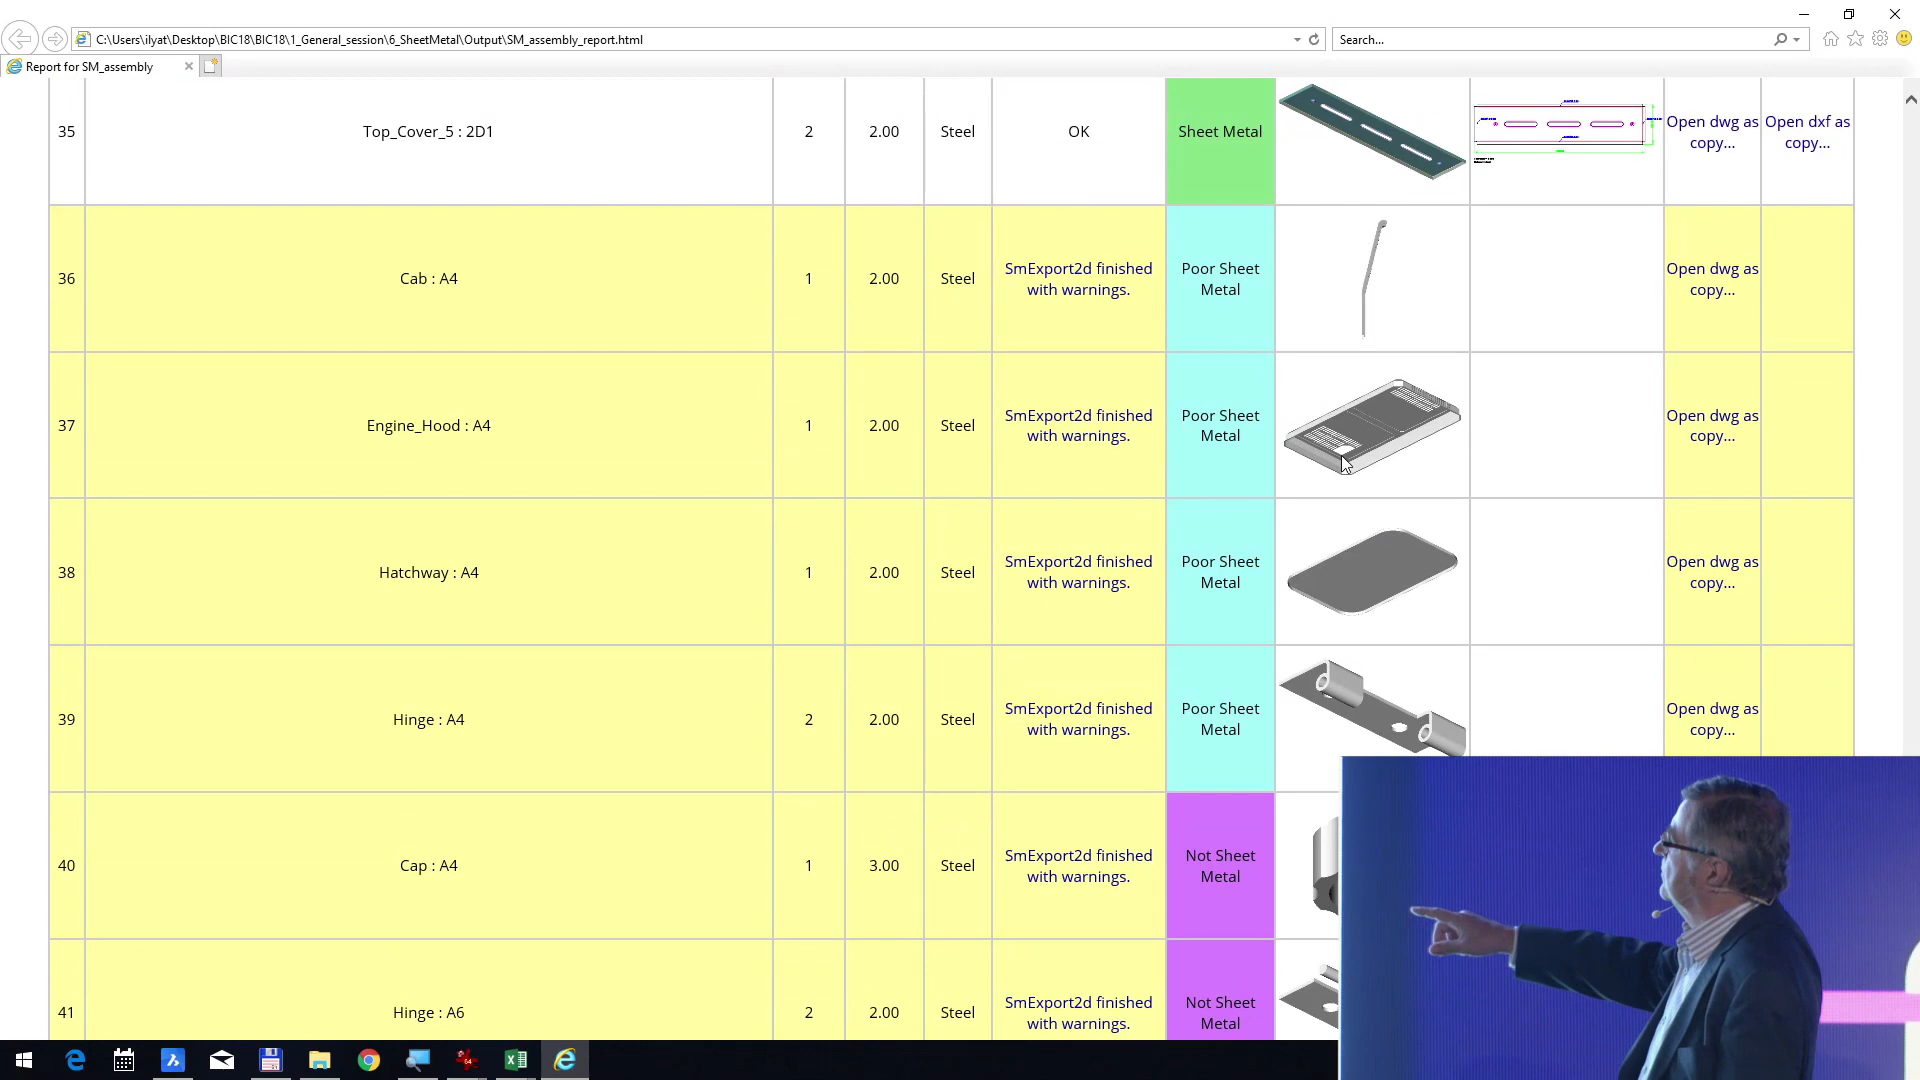 C:\Users\ilyat\Desktop\BIC18\BIC18\1_General_session\6_SheetMetal\Output\SM_assembly_report.html
Search...
Report for SM_assembly
35
Top_Cover_5 : 2D1
2
2.00
Steel
OK
Sheet Metal
Open dwg as
copy...
Open dxf as
copy...
36
Cab : A4
1
2.00
Steel
SmExport2d finished
with warnings.
Poor Sheet
Metal
Open dwg as
copy...
37
Engine_Hood : A4
1
2.00
Steel
SmExport2d finished
with warnings.
Poor Sheet
Metal
Open dwg as
copy...
38
Hatchway : A4
1
2.00
Steel
SmExport2d finished
with warnings.
Poor Sheet
Metal
Open dwg as
copy...
39
Hinge : A4
2
2.00
Steel
SmExport2d finished
with warnings.
Poor Sheet
Metal
Open dwg as
copy...
40
Cap : A4
1
3.00
Steel
SmExport2d finished
with warnings.
Not Sheet
Metal
41
Hinge : A6
2
2.00
Steel
SmExport2d finished
with warnings.
Not Sheet
Metal